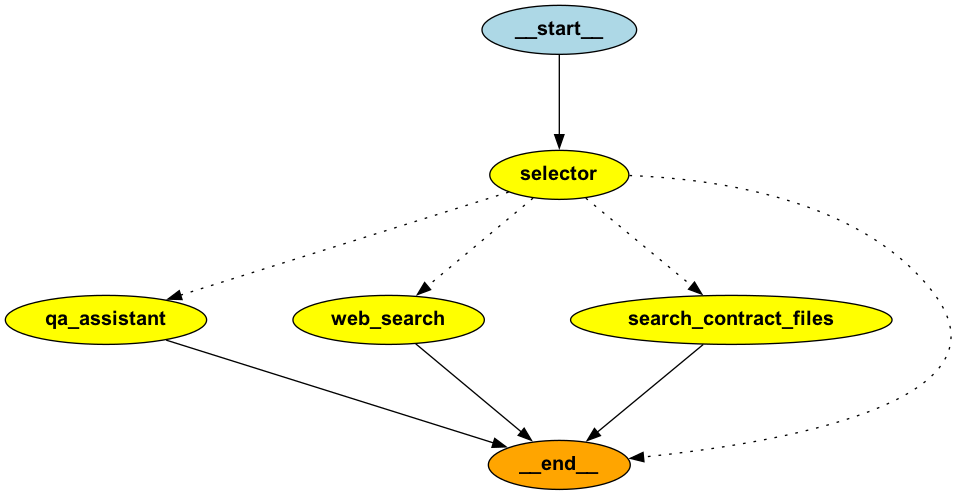 __start__
selector
qa_assistant
web_search
search_contract_files
__end__